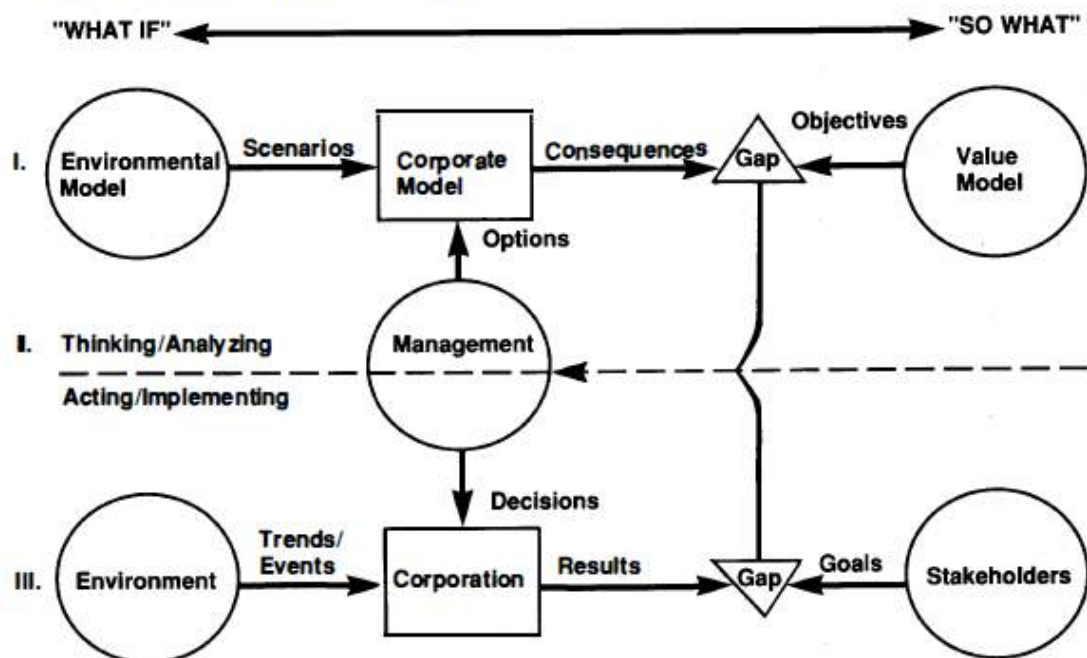 "WHAT IF" "SO WHAT"
I.
Environmental
Model
Scenarios
Corporate
Model
Consequences
Gap
Objectives
Value
Model
Options
II. Thinking/Analyzing
Management
Acting/Implementing
Decisions
III.
Environment
Trends/
Events
Corporation
Results
Gap
Goals
Stakeholders